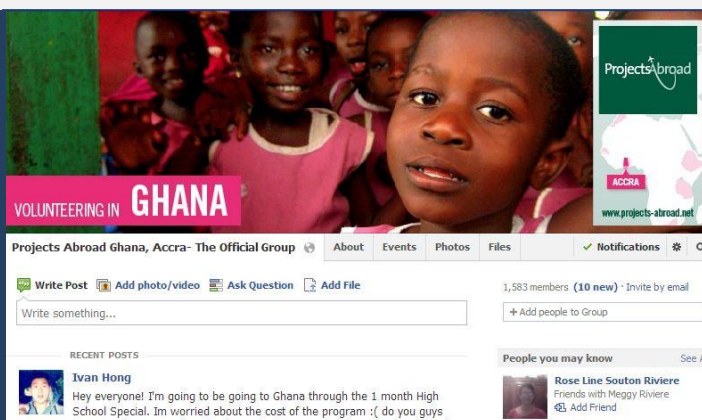 ProjectsAbroad
ACCRA
www.projects-abroad.net
VOLUNTEERING IN GHANA
Projects Abroad Ghana, Accra- The Official Group About Events Photos Files Notifications
Write Post Add photo/video Ask Question Add File
1,583 members (10 new) · Invite by email
Write something...
+ Add people to Group
RECENT POSTS
People you may know See
Ivan Hong
Hey everyone! I'm going to be going to Ghana through the 1 month High
School Special. Im worried about the cost of the program :( do you guys
Rose Line Souton Riviere
Friends with Meggy Riviere
Add Friend